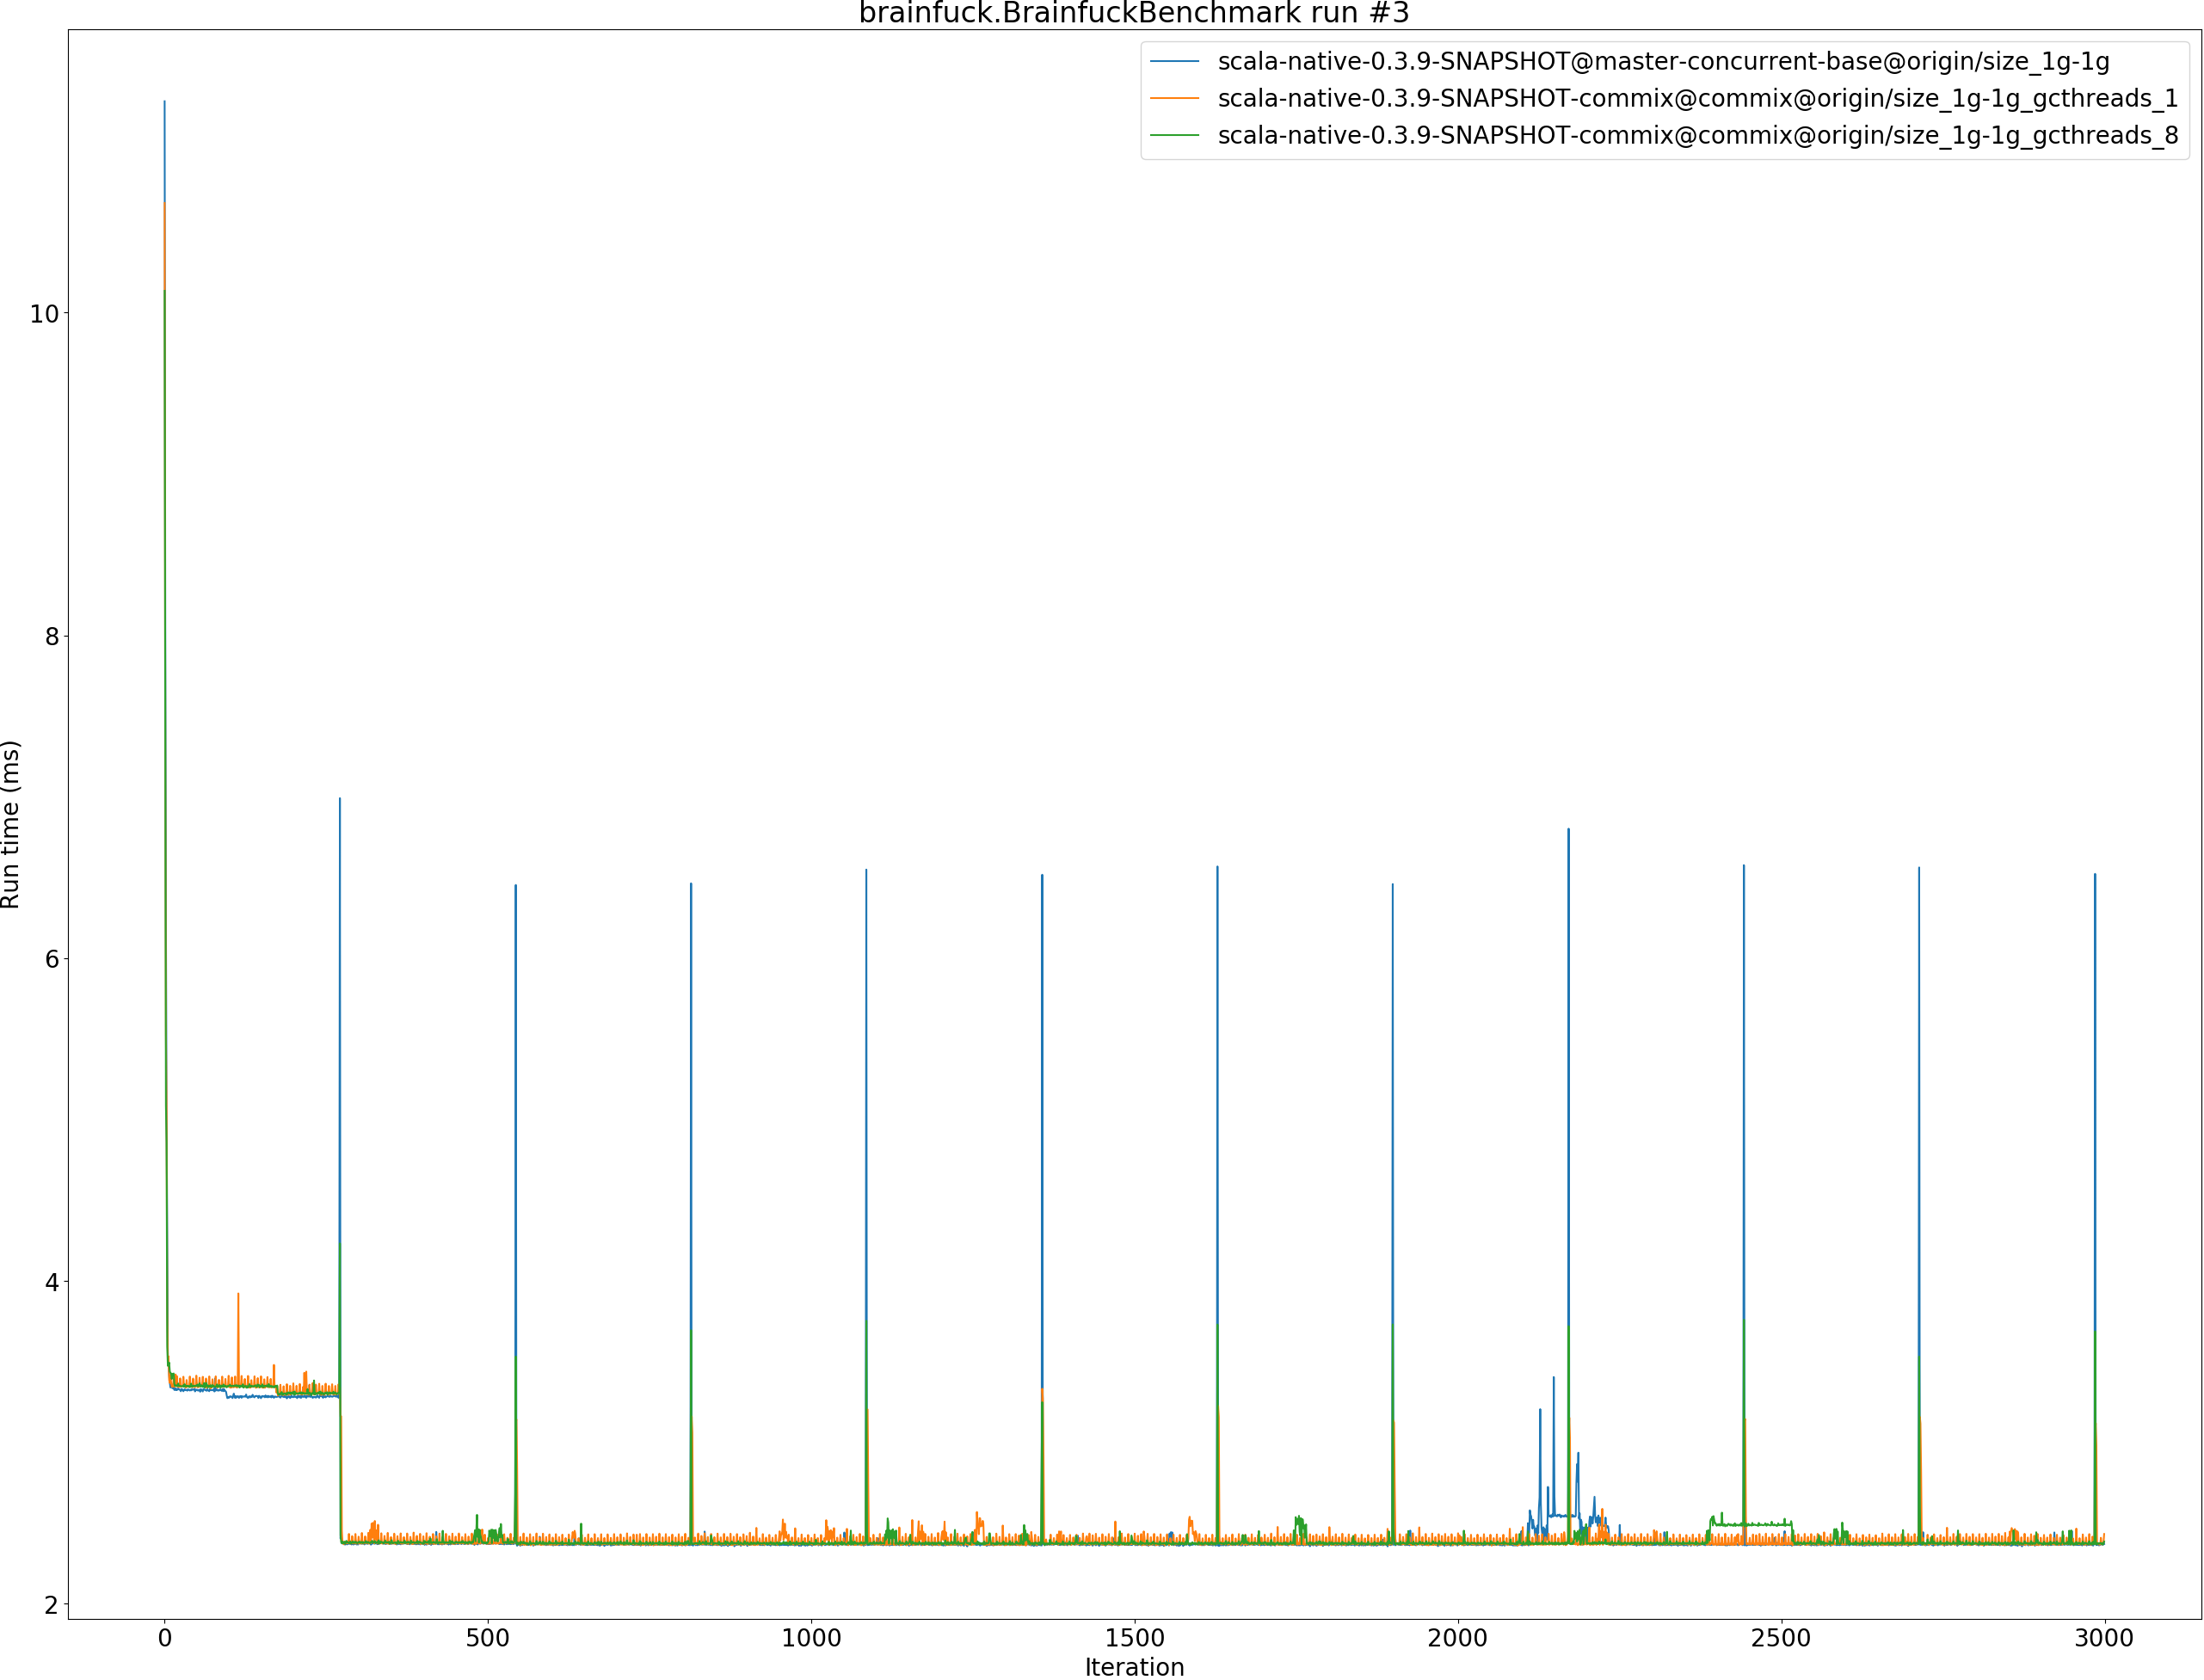 brainfuck.BrainfuckBenchmark run #3
scala-native-0.3.9-SNAPSHOT@master-concurrent-base@origin/size_1g-1g
scala-native-0.3.9-SNAPSHOT-commix@commix@origin/size_1g-1g_gcthreads_1
scala-native-0.3.9-SNAPSHOT-commix@commix@origin/size_1g-1g_gcthreads_8
10
8
6
4
2
Run time (ms)
0 500 1000 1500 2000 2500 3000
Iteration